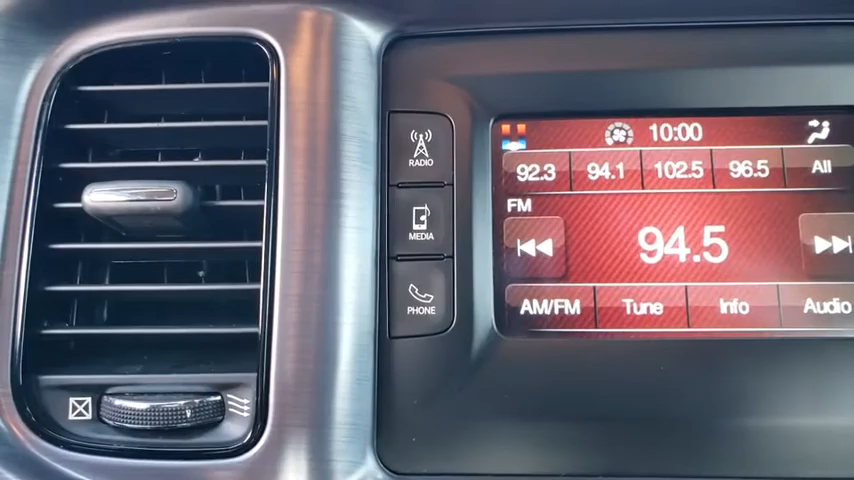 10:00
RADIO
92.3 94.1 102.5 96.5 All
FM
MEDIA
94.5
PHONE
AM/FM Tune Info Audio